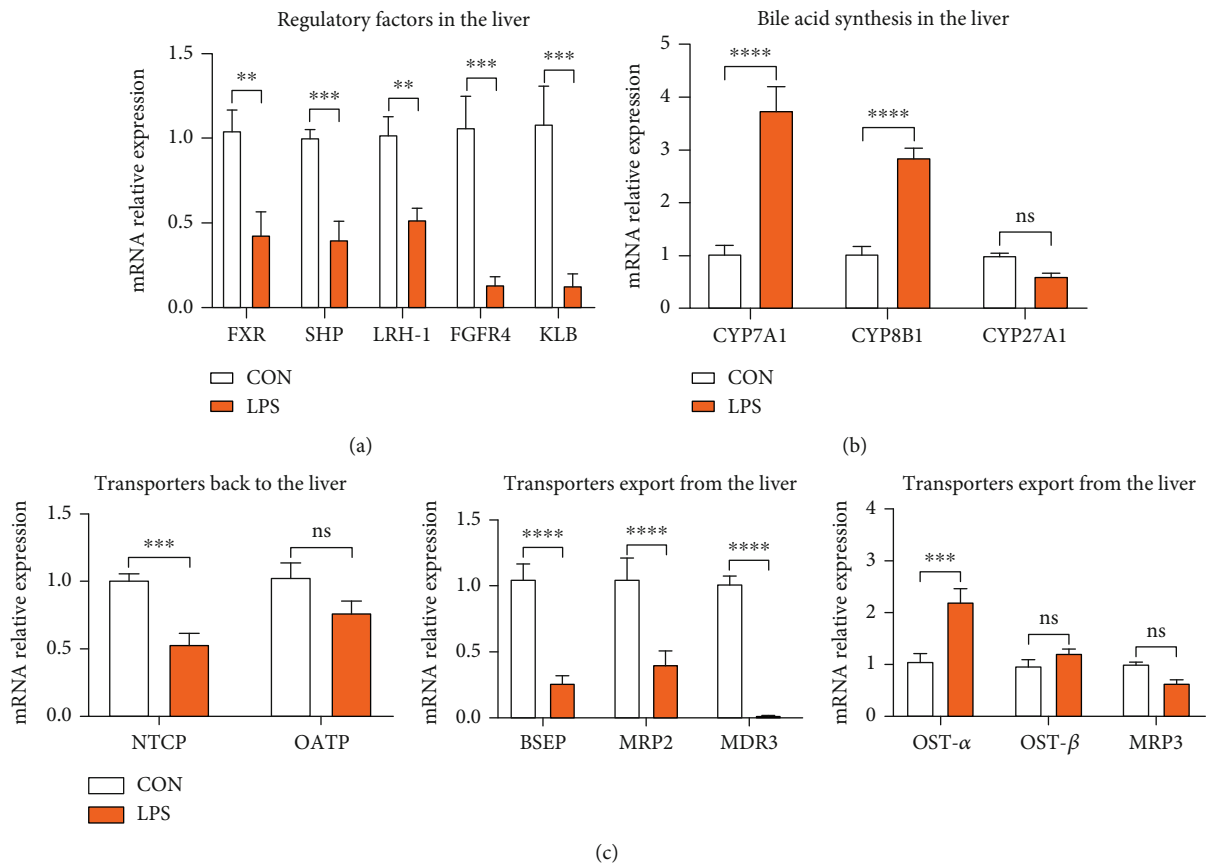 Regulatory factors in the liver
mRNA relative expression
1.5
1.0
0.5
0.0
**
***
**
***
***
FXR
SHP
LRH-1
FGFR4
KLB
CON
LPS
(a)
Bile acid synthesis in the liver
mRNA relative expression
5
4
3
2
1
0
****
****
ns
CYP7A1
CYP8B1
CYP27A1
CON
LPS
(b)
Transporters back to the liver
mRNA relative expression
1.5
1.0
0.5
0.0
***
ns
NTCP
OATP
CON
LPS
Transporters export from the liver
mRNA relative expression
1.5
1.0
0.5
0.0
****
****
****
BSEP
MRP2
MDR3
Transporters export from the liver
mRNA relative expression
4
3
2
1
0
***
ns
ns
OST-α
OST-β
MRP3
(c)